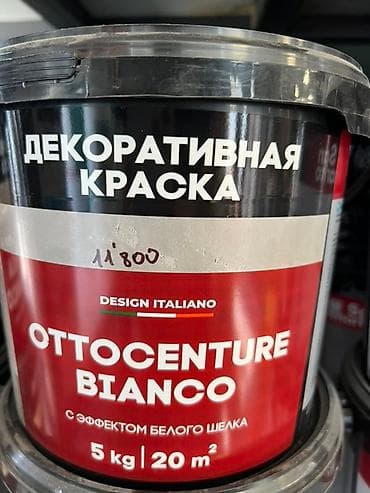 ДЕКОРАТИВНАЯ
КРАСКА
11'800
DESIGN ITALIANO
OTTOCENTURE
BIANCO
С ЭФФЕКТОМ БЕЛОГО ШЕЛКА
5 kg | 20 m²